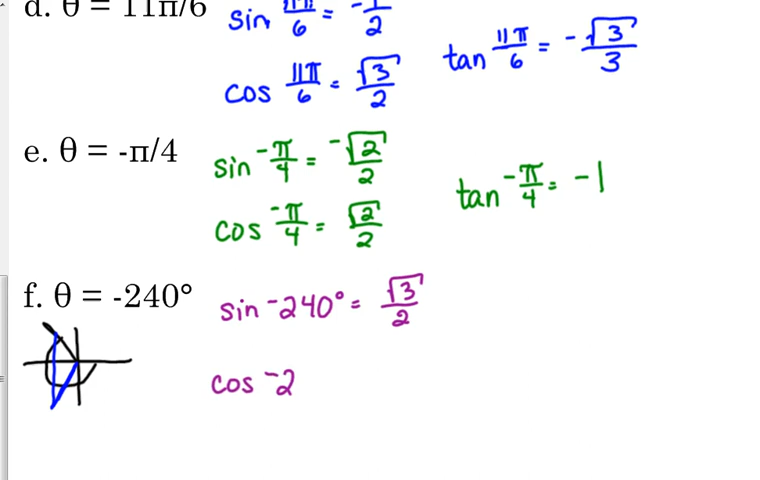 d. θ = 11π/6
sin 11π/6 = -1/2
cos 11π/6 = √3/2
tan 11π/6 = -√3/3
e. θ = -π/4
sin -π/4 = -√2/2
cos -π/4 = √2/2
tan -π/4 = -1
f. θ = -240°
sin -240° = √3/2
cos -2